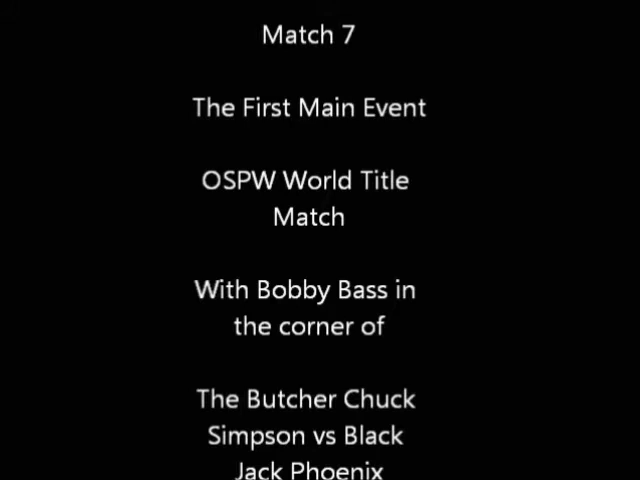 Match 7
The First Main Event
OSPW World Title
Match
With Bobby Bass in
the corner of
The Butcher Chuck
Simpson vs Black
Jack Phoenix